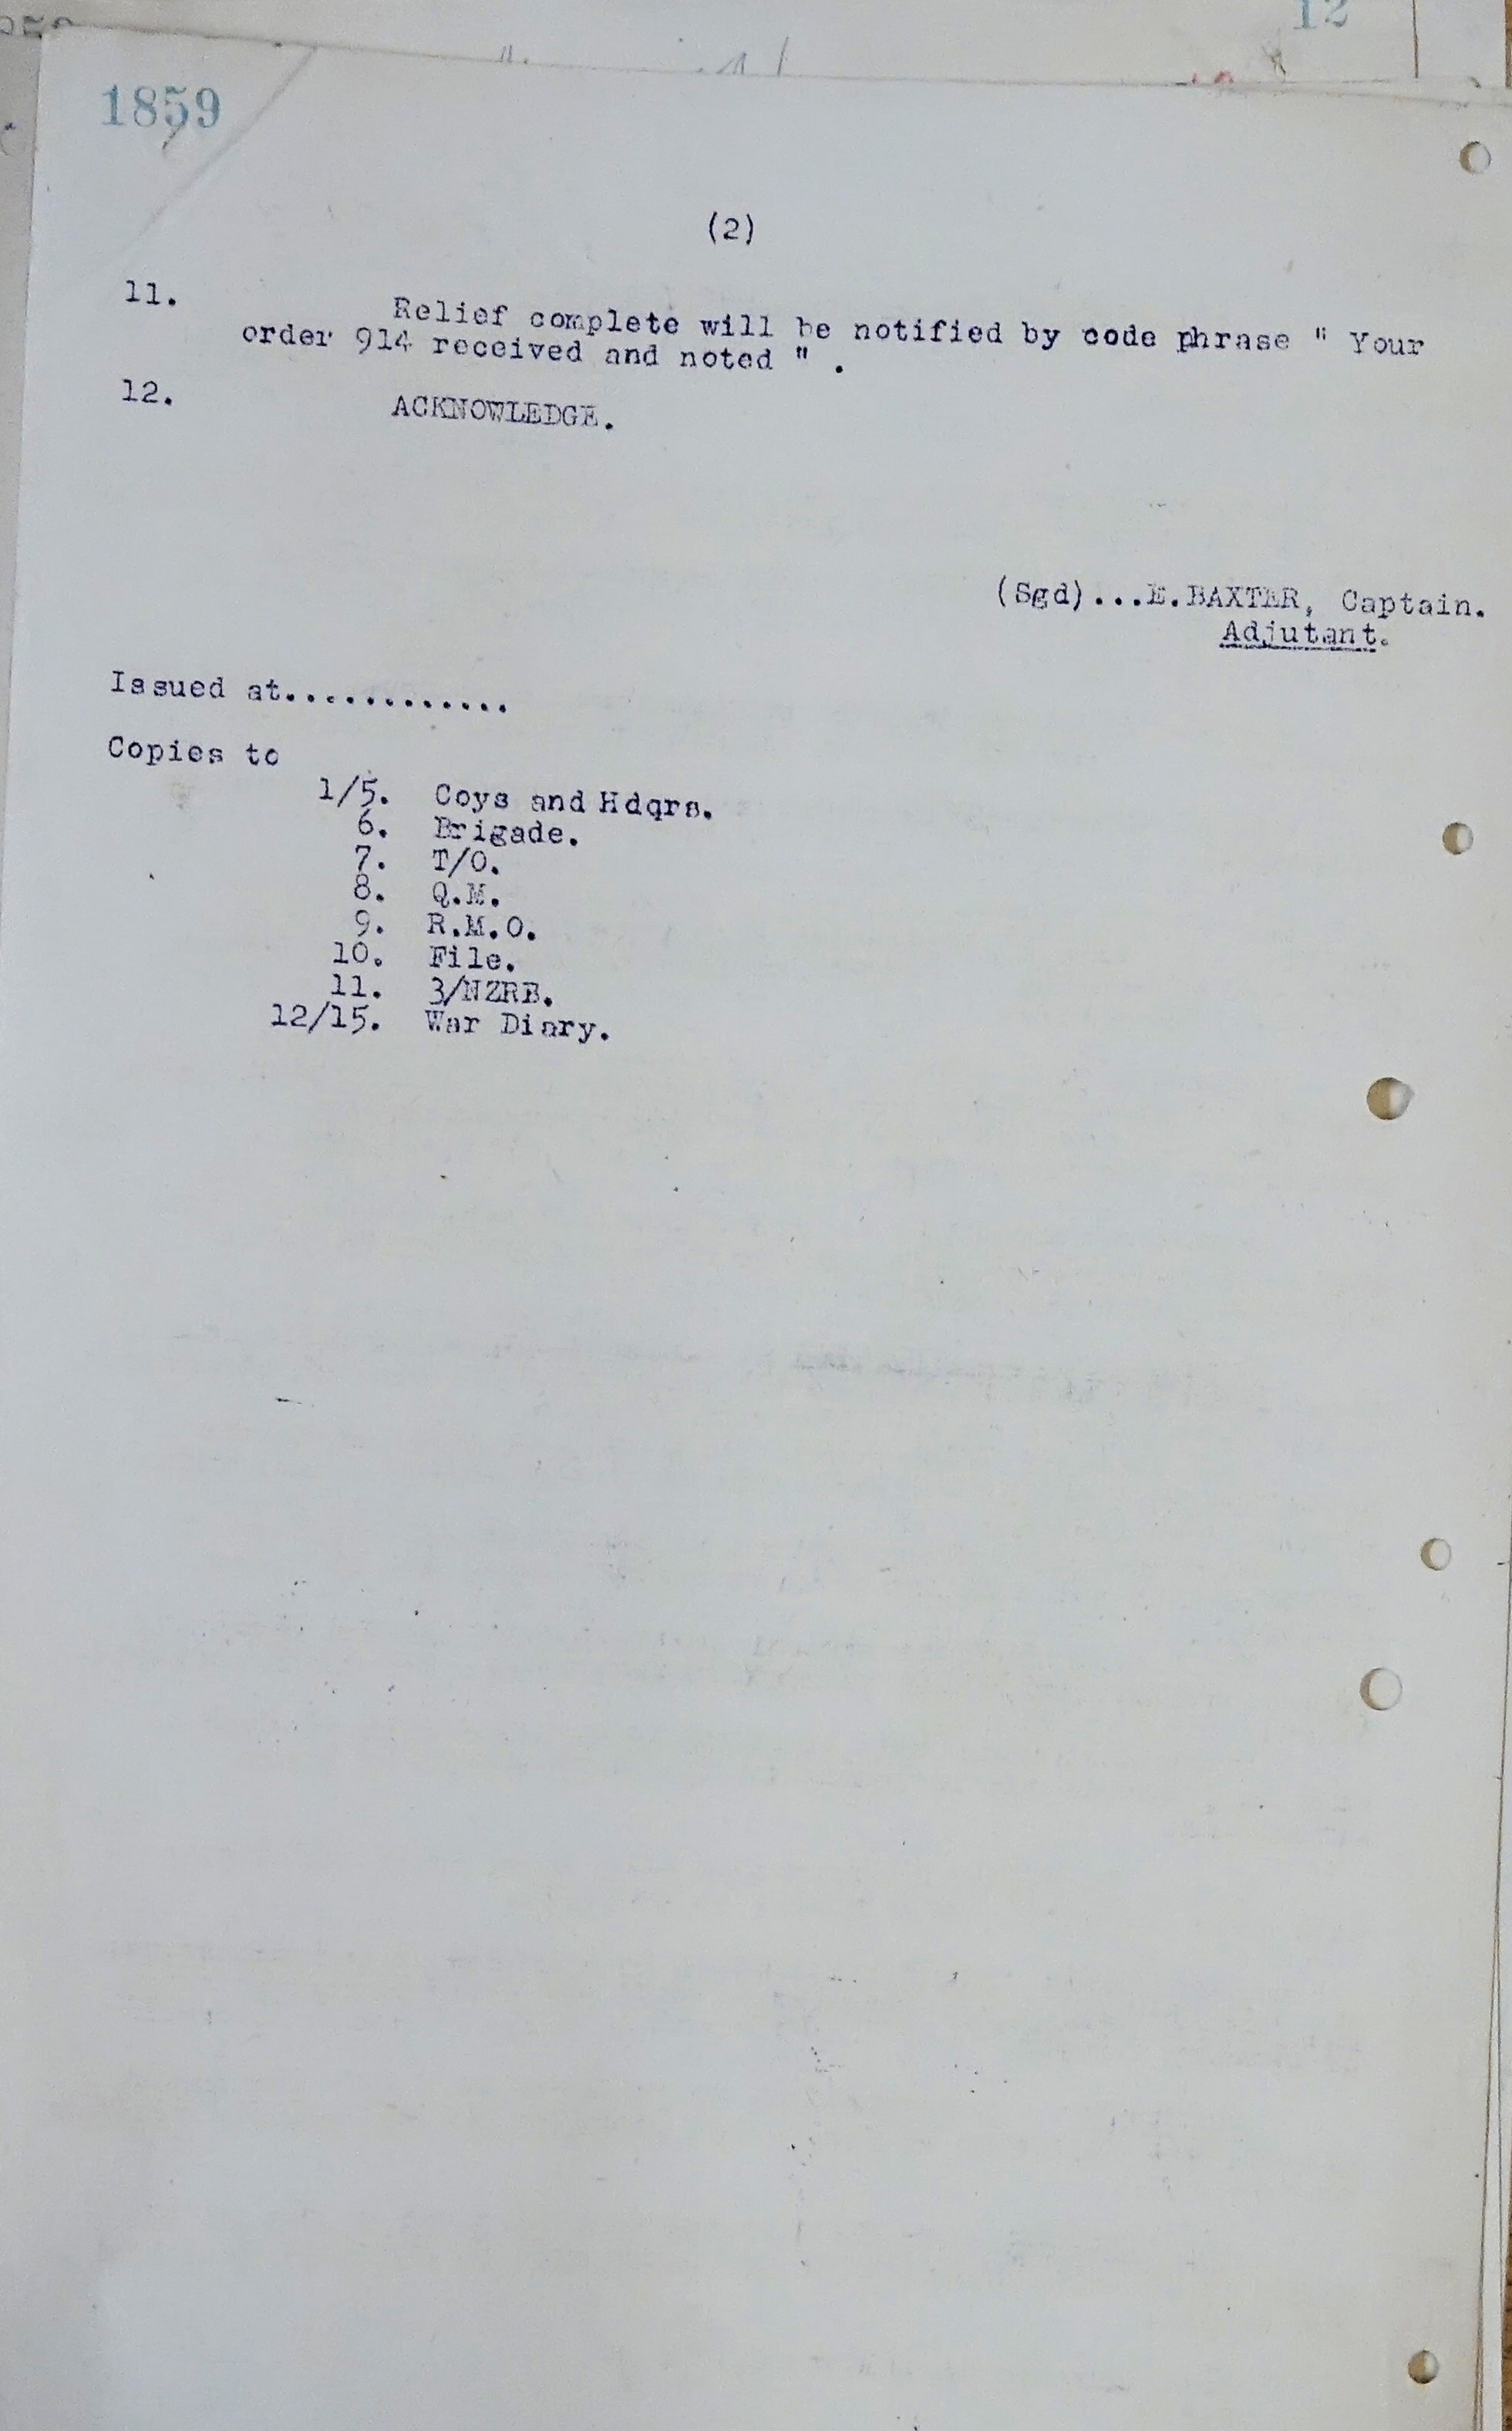 12
1859
(2)
11. Relief complete will be notified by code phrase " Your
order 914 received and noted " .
12. ACKNOWLEDGE.
(Sgd)...E.BAXTER, Captain.
Adjutant.
Issued at............
Copies to
1/5. Coys and Hdqrs.
6. Brigade.
7. T/O.
8. Q.M.
9. R.M.O.
10. File.
11. 3/NZRB.
12/15. War Diary.